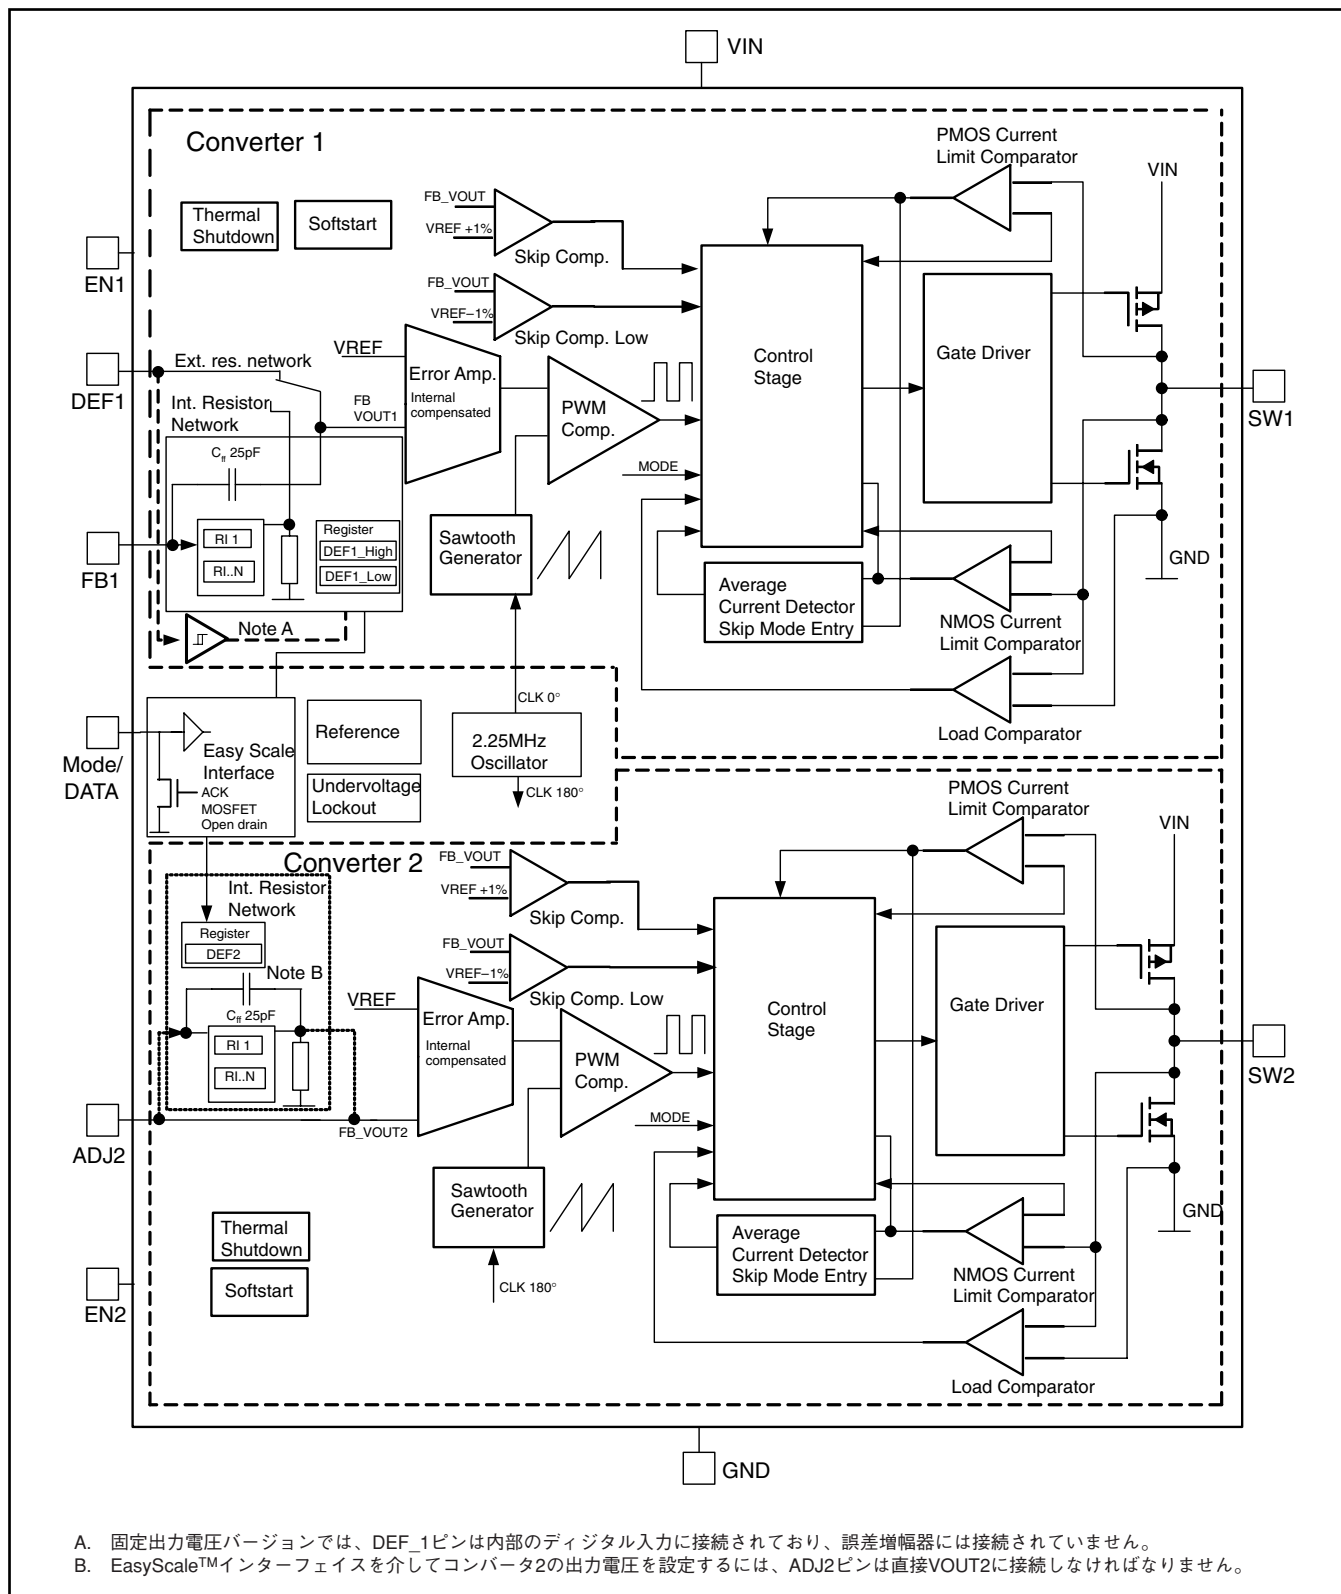 VIN
Converter 1
PMOS Current
Limit Comparator
VIN
Thermal
Shutdown
Softstart
FB_VOUT
VREF +1%
Skip Comp.
EN1
FB_VOUT
VREF–1%
Skip Comp. Low
Control
Stage
Gate Driver
Ext. res. network
VREF
Error Amp.
Internal
compensated
DEF1
Int. Resistor
Network
FB
VOUT1
PWM
Comp.
SW1
Cff 25pF
MODE
RI 1
RI..N
Register
DEF1_High
DEF1_Low
Sawtooth
Generator
FB1
GND
Average
Current Detector
Skip Mode Entry
NMOS Current
Limit Comparator
Note A
CLK 0°
Load Comparator
Mode/
DATA
Easy Scale
Interface
ACK
MOSFET
Open drain
Reference
Undervoltage
Lockout
2.25MHz
Oscillator
CLK 180°
PMOS Current
Limit Comparator
VIN
Converter 2
FB_VOUT
VREF +1%
Skip Comp.
Int. Resistor
Network
Register
DEF2
FB_VOUT
VREF–1%
Skip Comp. Low
Note B
Cff 25pF
VREF
Error Amp.
Internal
compensated
Control
Stage
Gate Driver
RI 1
RI..N
PWM
Comp.
SW2
MODE
ADJ2
FB_VOUT2
Sawtooth
Generator
Thermal
Shutdown
Softstart
GND
Average
Current Detector
Skip Mode Entry
NMOS Current
Limit Comparator
EN2
CLK 180°
Load Comparator
GND
A. 固定出力電圧バージョンでは、DEF_1ピンは内部のディジタル入力に接続されており、誤差増幅器には接続されていません。
B. EasyScale™インターフェイスを介してコンバータ2の出力電圧を設定するには、ADJ2ピンは直接VOUT2に接続しなければなりません。